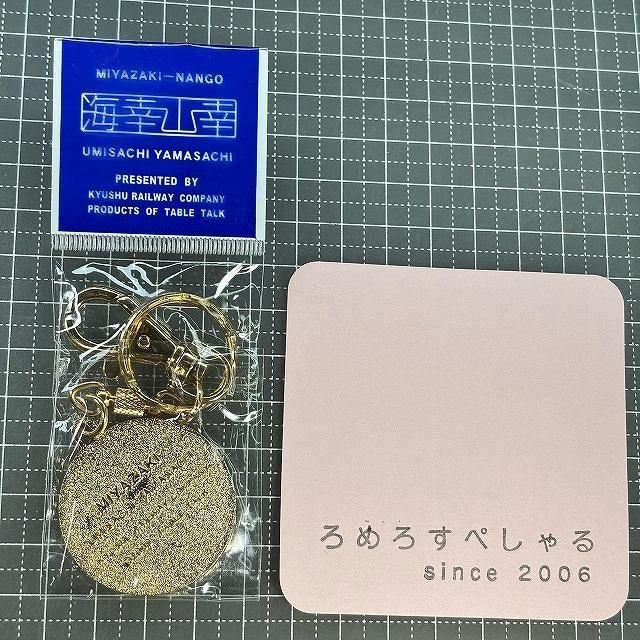 MIYAZAKI−NANGO
海幸山幸
UMISACHI YAMASACHI
PRESENTED BY
KYUSHU RAILWAY COMPANY
PRODUCTS OF TABLE TALK
MIYAZAKI
ろめろすぺしゃる
since 2006